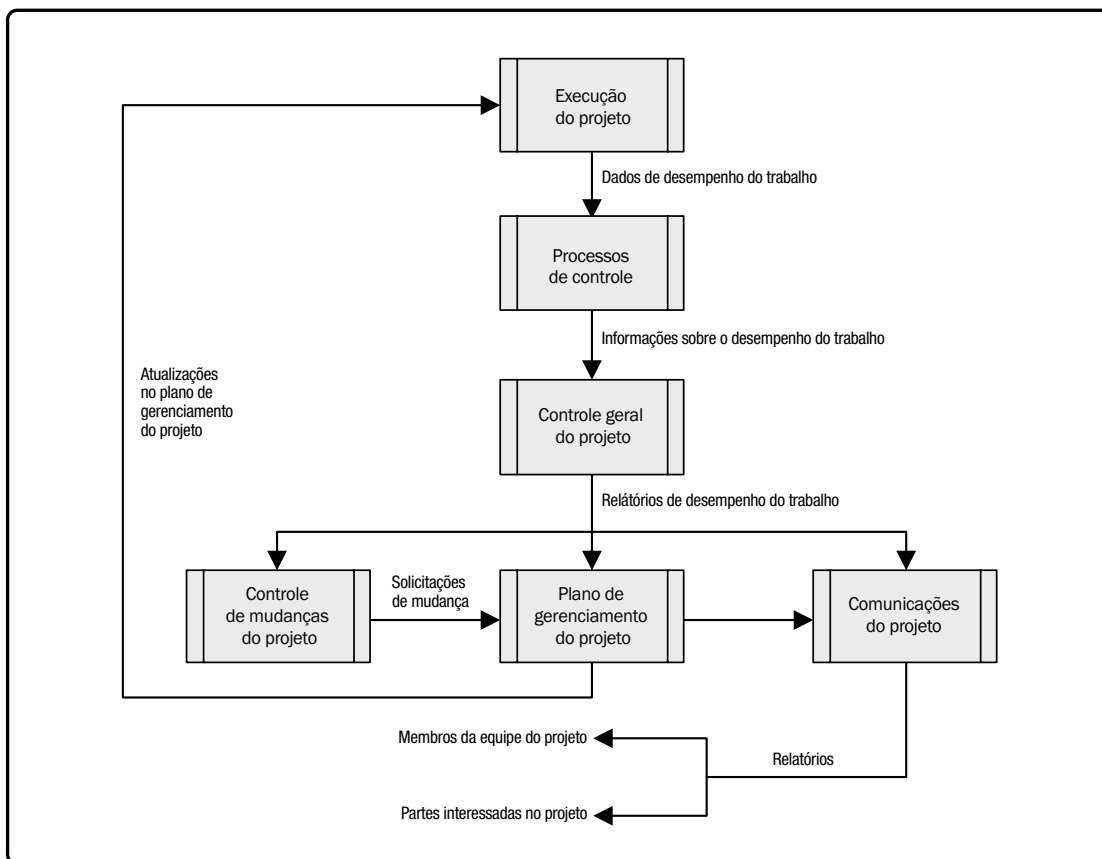 Execução
do projeto
Dados de desempenho do trabalho
Processos
de controle
Informações sobre o desempenho do trabalho
Atualizações
no plano de
gerenciamento
do projeto
Controle geral
do projeto
Relátórios de desempenho do trabalho
Controle
de mudanças
do projeto
Solicitações
de mudança
Plano de
gerenciamento
do projeto
Comunicações
do projeto
Membros da equipe do projeto
Relatórios
Partes interessadas no projeto